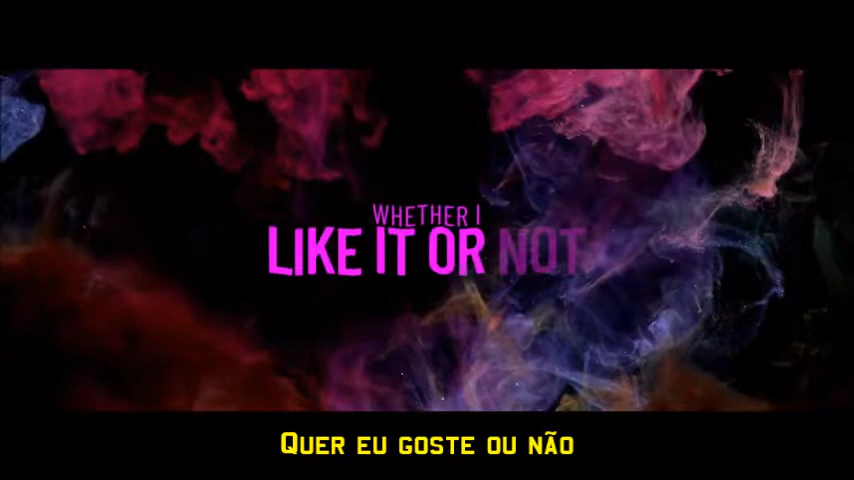 WHETHER I
LIKE IT OR NOT
QUER EU GOSTE OU NÃO